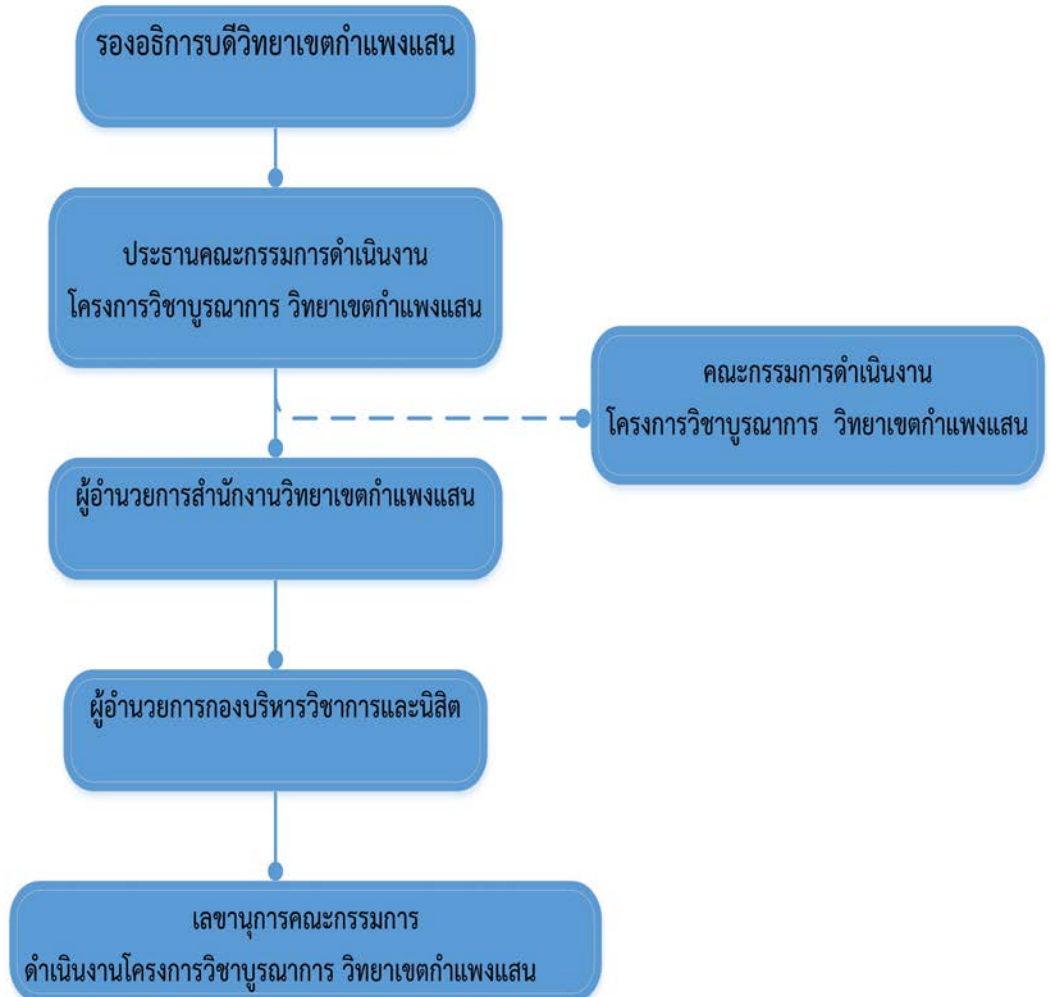 รองอธิการบดีวิทยาเขตกำแพงแสน
ประธานคณะกรรมการดำเนินงาน
โครงการวิชาบูรณาการ วิทยาเขตกำแพงแสน
คณะกรรมการดำเนินงาน
โครงการวิชาบูรณาการ วิทยาเขตกำแพงแสน
ผู้อำนวยการสำนักงานวิทยาเขตกำแพงแสน
ผู้อำนวยการกองบริหารวิชาการและนิสิต
เลขานุการคณะกรรมการ
ดำเนินงานโครงการวิชาบูรณาการ วิทยาเขตกำแพงแสน